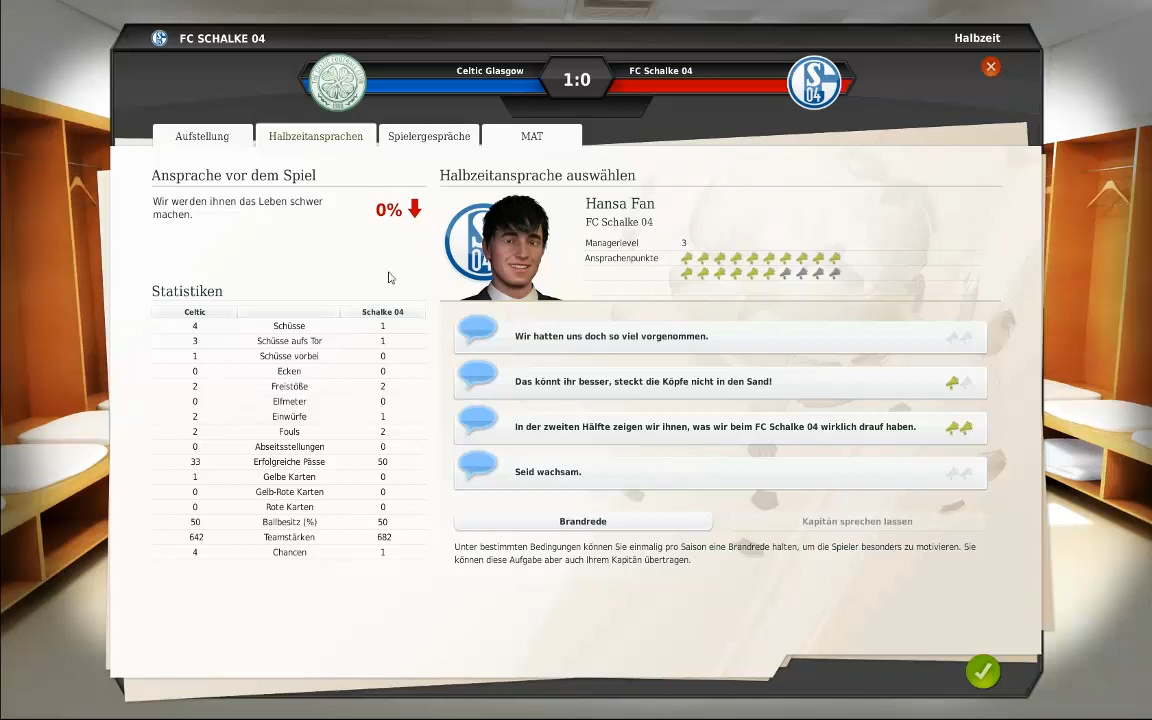 FC SCHALKE 04
Halbzeit
Celtic Glasgow
1:0
FC Schalke 04
Aufstellung
Halbzeitansprachen
Spielergespräche
MAT
Ansprache vor dem Spiel
Wir werden ihnen das Leben schwer
machen.
0%
Statistiken
Celtic Schalke 04
4 Schüsse 1
3 Schüsse aufs Tor 1
1 Schüsse vorbei 0
0 Ecken 0
2 Freistöße 2
0 Elfmeter 0
2 Einwürfe 1
2 Fouls 2
0 Abseitsstellungen 0
33 Erfolgreiche Pässe 50
1 Gelbe Karten 0
0 Gelb-Rote Karten 0
0 Rote Karten 0
50 Ballbesitz (%) 50
642 Teamstärken 682
4 Chancen 1
Halbzeitansprache auswählen
Hansa Fan
FC Schalke 04
Managerlevel 3
Ansprachenpunkte
Wir hatten uns doch so viel vorgenommen.
Das könnt ihr besser, steckt die Köpfe nicht in den Sand!
In der zweiten Hälfte zeigen wir ihnen, was wir beim FC Schalke 04 wirklich drauf haben.
Seid wachsam.
Brandrede
Kapitän sprechen lassen
Unter bestimmten Bedingungen können Sie einmalig pro Saison eine Brandrede halten, um die Spieler besonders zu motivieren. Sie
können diese Aufgabe aber auch Ihrem Kapitän übertragen.